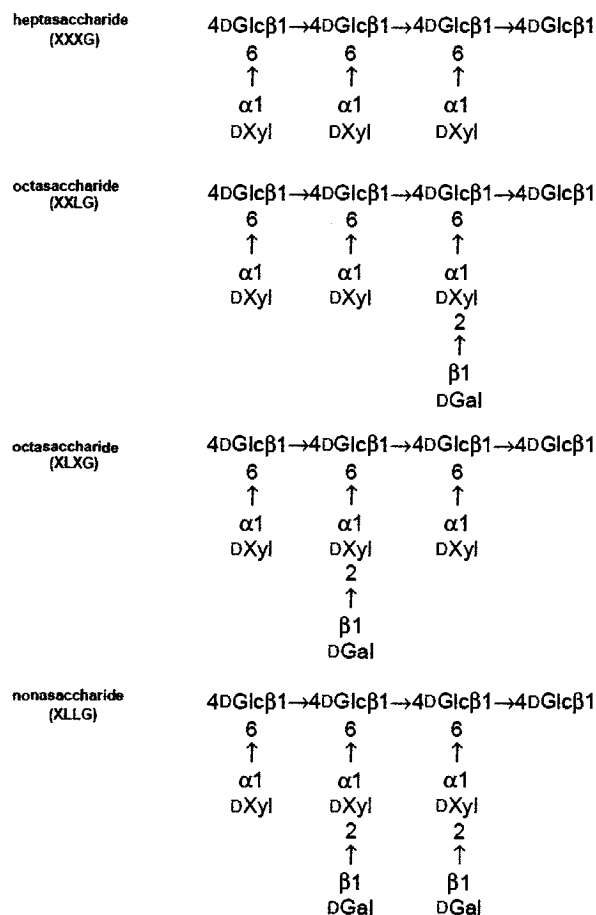 heptasaccharide 4DGlcβ1→4DGlcβ1→4DGlcβ1→4DGlcβ1
(XXXG)
6 6 6
↑ ↑ ↑
α1 α1 α1
DXyl DXyl DXyl
octasaccharide 4DGlcβ1→4DGlcβ1→4DGlcβ1→4DGlcβ1
(XXLG)
6 6 6
↑ ↑ ↑
α1 α1 α1
DXyl DXyl DXyl
2
↑
β1
DGal
octasaccharide 4DGlcβ1→4DGlcβ1→4DGlcβ1→4DGlcβ1
(XLXG)
6 6 6
↑ ↑ ↑
α1 α1 α1
DXyl DXyl DXyl
2
↑
β1
DGal
nonasaccharide 4DGlcβ1→4DGlcβ1→4DGlcβ1→4DGlcβ1
(XLLG)
6 6 6
↑ ↑ ↑
α1 α1 α1
DXyl DXyl DXyl
2 2
↑ ↑
β1 β1
DGal DGal